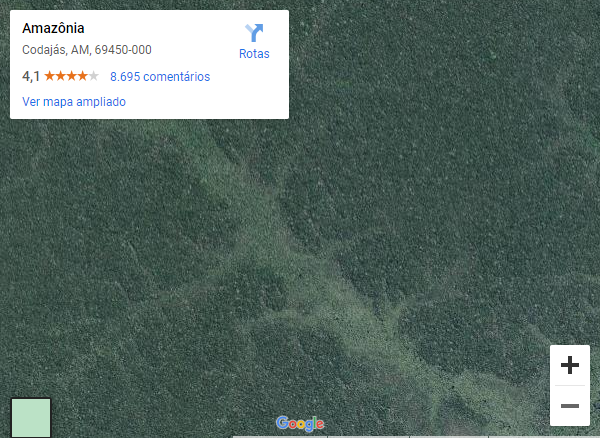 Amazônia
Codajás, AM, 69450-000
Rotas
4,1 8.695 comentários
Ver mapa ampliado
Google